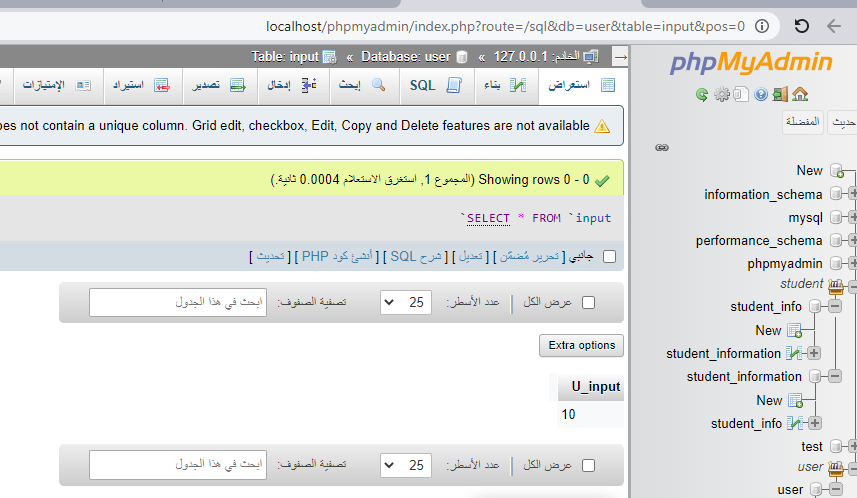 localhost/phpmyadmin/index.php?route=/sql&db=user&table=input&pos=0
phpMyAdmin
الخادم: 127.0.0.1 » Database: user » Table: input
استعراض بناء SQL إبحث إدخال تصدير استيراد الإمتيازات
حديث المفضلة
does not contain a unique column. Grid edit, checkbox, Edit, Copy and Delete features are not available
Showing rows 0 - 0 (المجموع 1, استغرق الاستعلام 0.0004 ثانية.)
SELECT * FROM `input`
جانبي [ تحرير مُضمّن ] [ تعديل ] [ شرح SQL ] [ أنشئ كود PHP ] [ تحديث ]
عرض الكل | عدد الأسطر: 25 تصفية الصفوف: ابحث في هذا الجدول
Extra options
U_input
10
عرض الكل | عدد الأسطر: 25 تصفية الصفوف: ابحث في هذا الجدول
New
information_schema
mysql
performance_schema
phpmyadmin
student
student_info
New
student_information
student_information
New
student_info
test
user
user